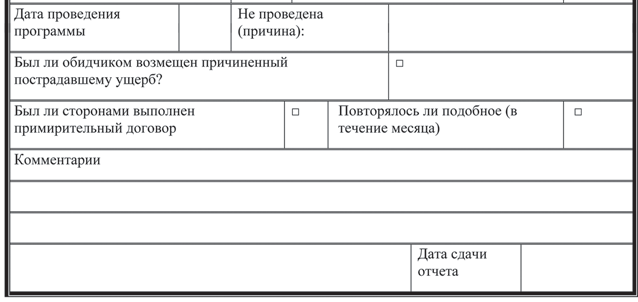 Дата проведения программы
Не проведена (причина):
Был ли обидчиком возмещен причиненный
пострадавшему ущерб?
□
Был ли сторонами выполнен
примирительный договор
□
Повторялось ли подобное (в
течение месяца)
□
Комментарии
Дата сдачи
отчета